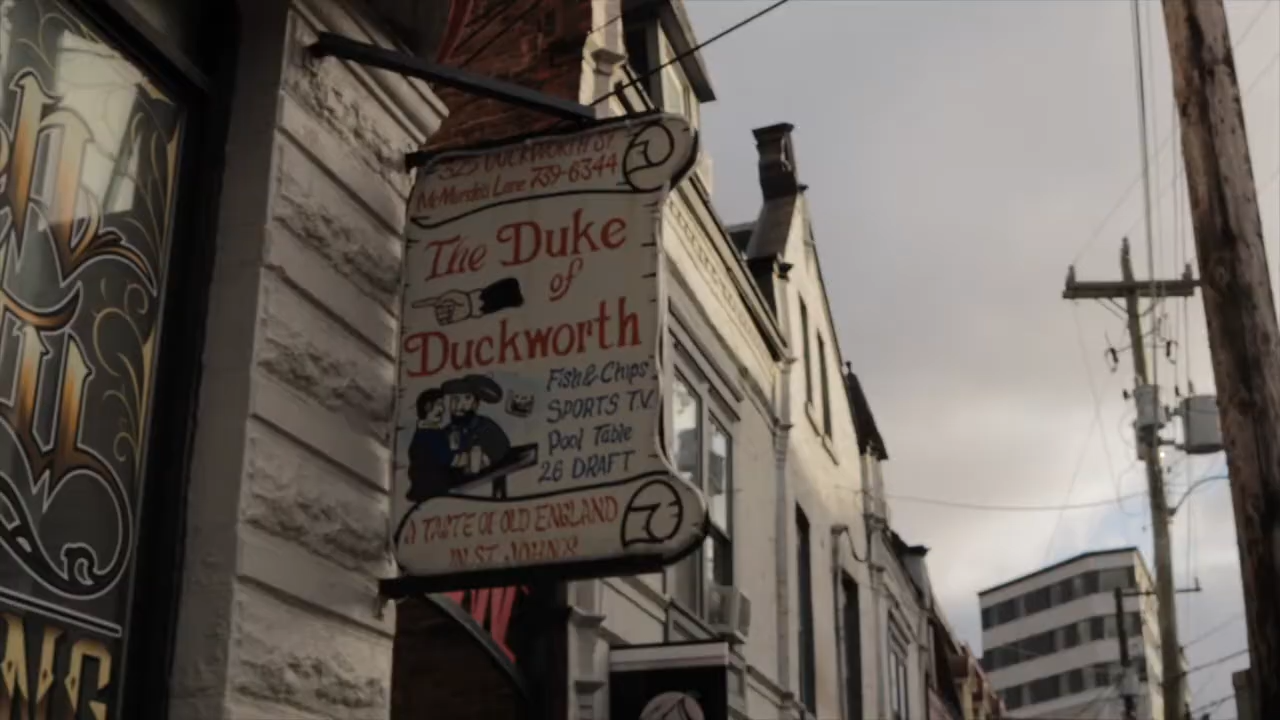 325 DUCKWORTH ST
McMurdo's Lane 739-6344
The Duke
of
Duckworth
Fish & Chips
SPORTS T.V.
Pool Table
26 DRAFT
A TASTE OF OLD ENGLAND
IN ST. JOHN'S